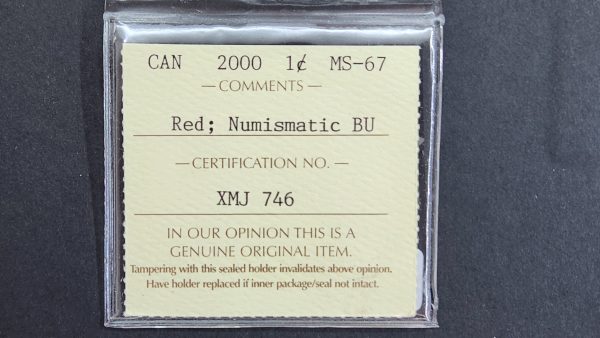 CAN 2000 1¢ MS-67
— COMMENTS —
Red; Numismatic BU
— CERTIFICATION NO. —
XMJ 746
IN OUR OPINION THIS IS A
GENUINE ORIGINAL ITEM.
Tampering with this sealed holder invalidates above opinion.
Have holder replaced if inner package/seal not intact.